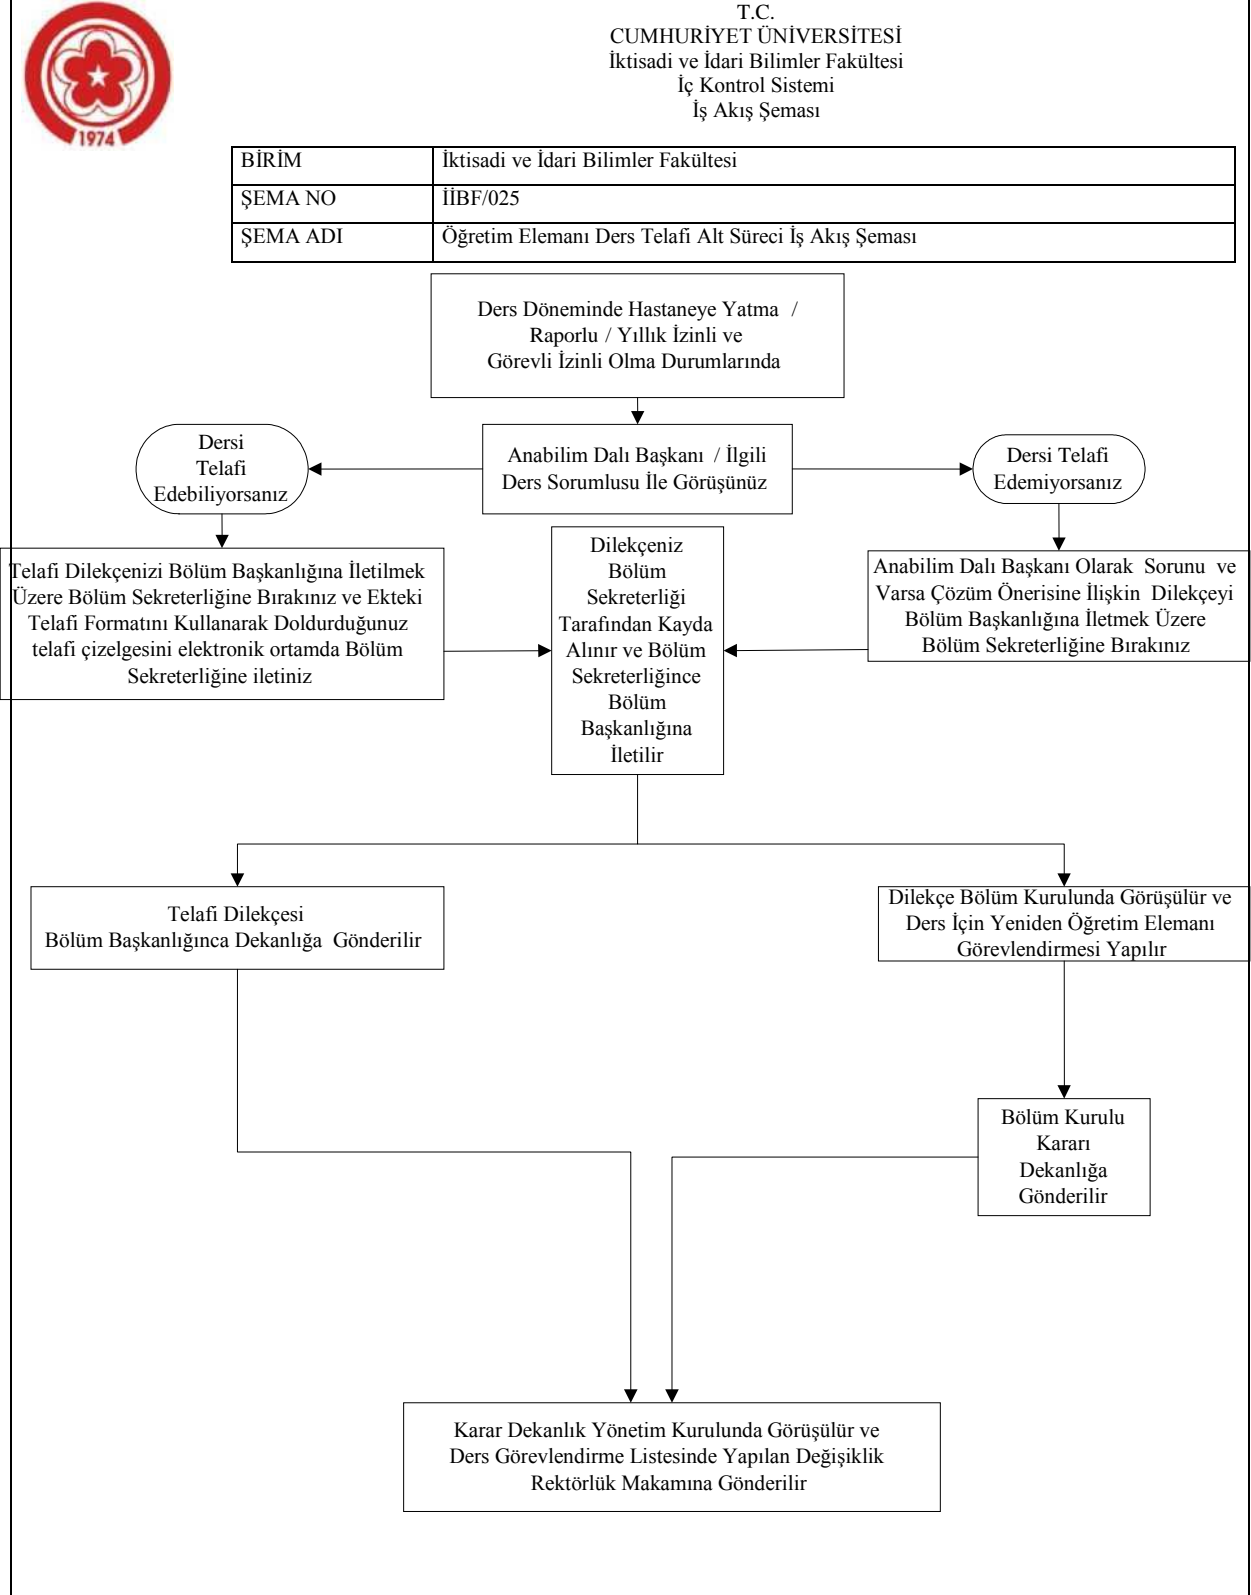 T.C.
CUMHURİYET ÜNİVERSİTESİ
İktisadi ve İdari Bilimler Fakültesi
İç Kontrol Sistemi
İş Akış Şeması
1974
BİRİM İktisadi ve İdari Bilimler Fakültesi
ŞEMA NO İİBF/025
ŞEMA ADI Öğretim Elemanı Ders Telafi Alt Süreci İş Akış Şeması
Ders Döneminde Hastaneye Yatma /
Raporlu / Yıllık İzinli ve
Görevli İzinli Olma Durumlarında
Dersi
Telafi
Edebiliyorsanız
Anabilim Dalı Başkanı / İlgili
Ders Sorumlusu İle Görüşünüz
Dersi Telafi
Edemiyorsanız
Telafi Dilekçenizi Bölüm Başkanlığına İletilmek
Üzere Bölüm Sekreterliğine Bırakınız ve Ekteki
Telafi Formatını Kullanarak Doldurduğunuz
telafi çizelgesini elektronik ortamda Bölüm
Sekreterliğine iletiniz
Dilekçeniz
Bölüm
Sekreterliği
Tarafından Kayda
Alınır ve Bölüm
Sekreterliğince
Bölüm
Başkanlığına
İletilir
Anabilim Dalı Başkanı Olarak Sorunu ve
Varsa Çözüm Önerisine İlişkin Dilekçeyi
Bölüm Başkanlığına İletmek Üzere
Bölüm Sekreterliğine Bırakınız
Telafi Dilekçesi
Bölüm Başkanlığınca Dekanlığa Gönderilir
Dilekçe Bölüm Kurulunda Görüşülür ve
Ders İçin Yeniden Öğretim Elemanı
Görevlendirmesi Yapılır
Bölüm Kurulu
Kararı
Dekanlığa
Gönderilir
Karar Dekanlık Yönetim Kurulunda Görüşülür ve
Ders Görevlendirme Listesinde Yapılan Değişiklik
Rektörlük Makamına Gönderilir